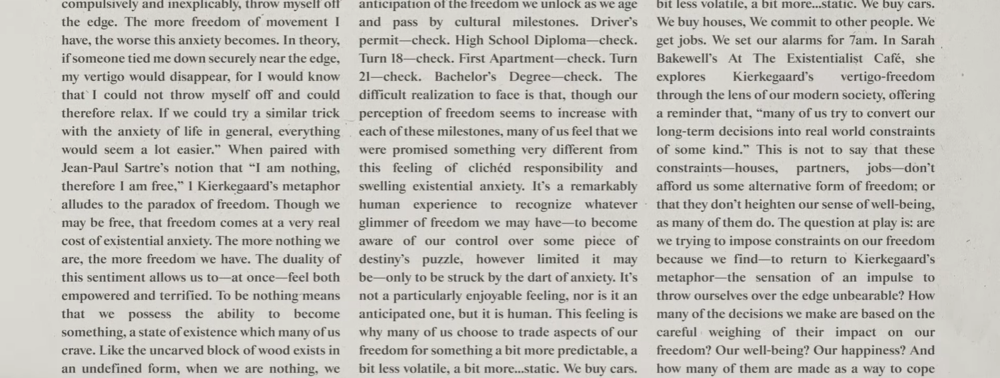 compulsively and inexplicably, throw myself off
the edge. The more freedom of movement I
have, the worse this anxiety becomes. In theory,
if someone tied me down securely near the edge,
my vertigo would disappear, for I would know
that I could not throw myself off and could
therefore relax. If we could try a similar trick
with the anxiety of life in general, everything
would seem a lot easier.” When paired with
Jean-Paul Sartre’s notion that “I am nothing,
therefore I am free,” 1 Kierkegaard’s metaphor
alludes to the paradox of freedom. Though we
may be free, that freedom comes at a very real
cost of existential anxiety. The more nothing we
are, the more freedom we have. The duality of
this sentiment allows us to—at once—feel both
empowered and terrified. To be nothing means
that we possess the ability to become
something, a state of existence which many of us
crave. Like the uncarved block of wood exists in
an undefined form, when we are nothing, we
anticipation of the freedom we unlock as we age
and pass by cultural milestones. Driver’s
permit—check. High School Diploma—check.
Turn 18—check. First Apartment—check. Turn
21—check. Bachelor’s Degree—check. The
difficult realization to face is that, though our
perception of freedom seems to increase with
each of these milestones, many of us feel that we
were promised something very different from
this feeling of clichéd responsibility and
swelling existential anxiety. It’s a remarkably
human experience to recognize whatever
glimmer of freedom we may have—to become
aware of our control over some piece of
destiny’s puzzle, however limited it may
be—only to be struck by the dart of anxiety. It’s
not a particularly enjoyable feeling, nor is it an
anticipated one, but it is human. This feeling is
why many of us choose to trade aspects of our
freedom for something a bit more predictable, a
bit less volatile, a bit more...static. We buy cars.
bit less volatile, a bit more...static. We buy cars.
We buy houses, We commit to other people. We
get jobs. We set our alarms for 7am. In Sarah
Bakewell’s At The Existentialist Café, she
explores Kierkegaard’s vertigo-freedom
through the lens of our modern society, offering
a reminder that, “many of us try to convert our
long-term decisions into real world constraints
of some kind.” This is not to say that these
constraints—houses, partners, jobs—don’t
afford us some alternative form of freedom; or
that they don’t heighten our sense of well-being,
as many of them do. The question at play is: are
we trying to impose constraints on our freedom
because we find—to return to Kierkegaard’s
metaphor—the sensation of an impulse to
throw ourselves over the edge unbearable? How
many of the decisions we make are based on the
careful weighing of their impact on our
freedom? Our well-being? Our happiness? And
how many of them are made as a way to cope